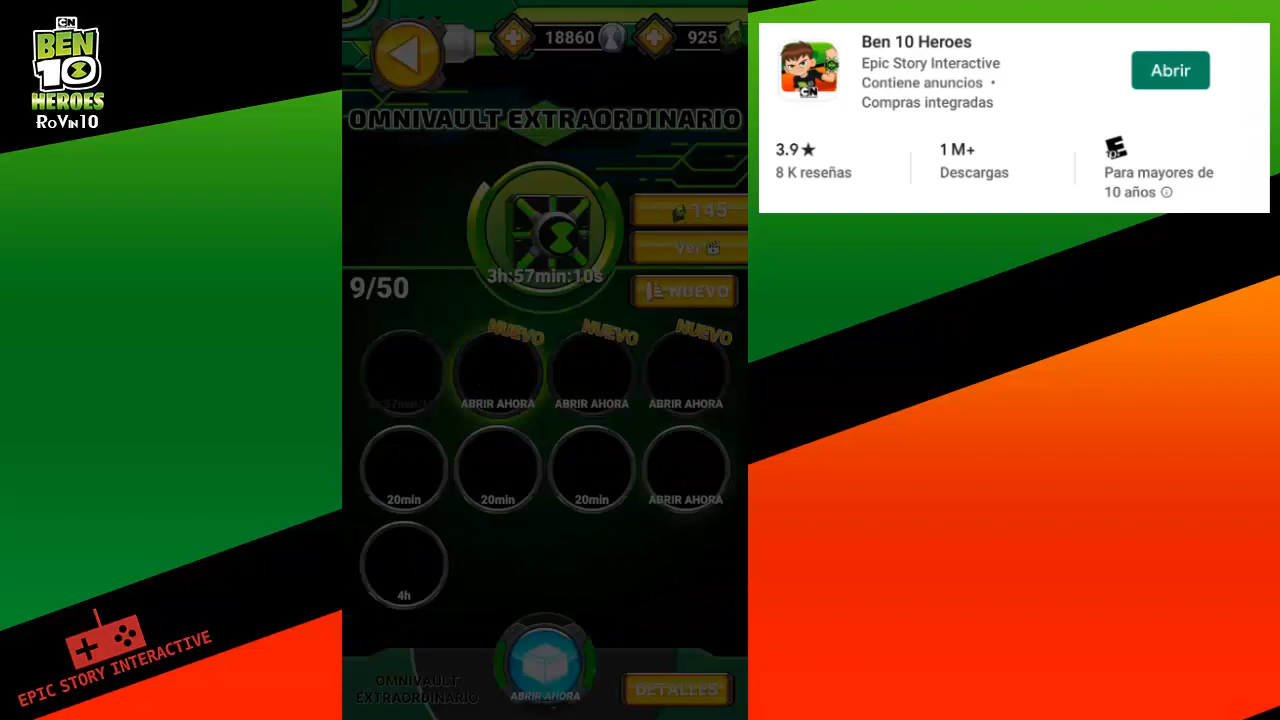 CN
BEN
10
HEROES
RoVin10
18860
925
OMNIVAULT EXTRAORDINARIO
145
Ver
3h:57min:10s
9/50
NUEVO
NUEVO
NUEVO
NUEVO
ABRIR AHORA
ABRIR AHORA
ABRIR AHORA
20min
20min
20min
ABRIR AHORA
4h
OMNIVAULT
EXTRAORDINARIO
ABRIR AHORA
DETALLES
EPIC STORY INTERACTIVE
Ben 10 Heroes
Epic Story Interactive
Contiene anuncios •
Compras integradas
Abrir
CN
3.9★
8 K reseñas
1 M+
Descargas
E
Para mayores de
10 años